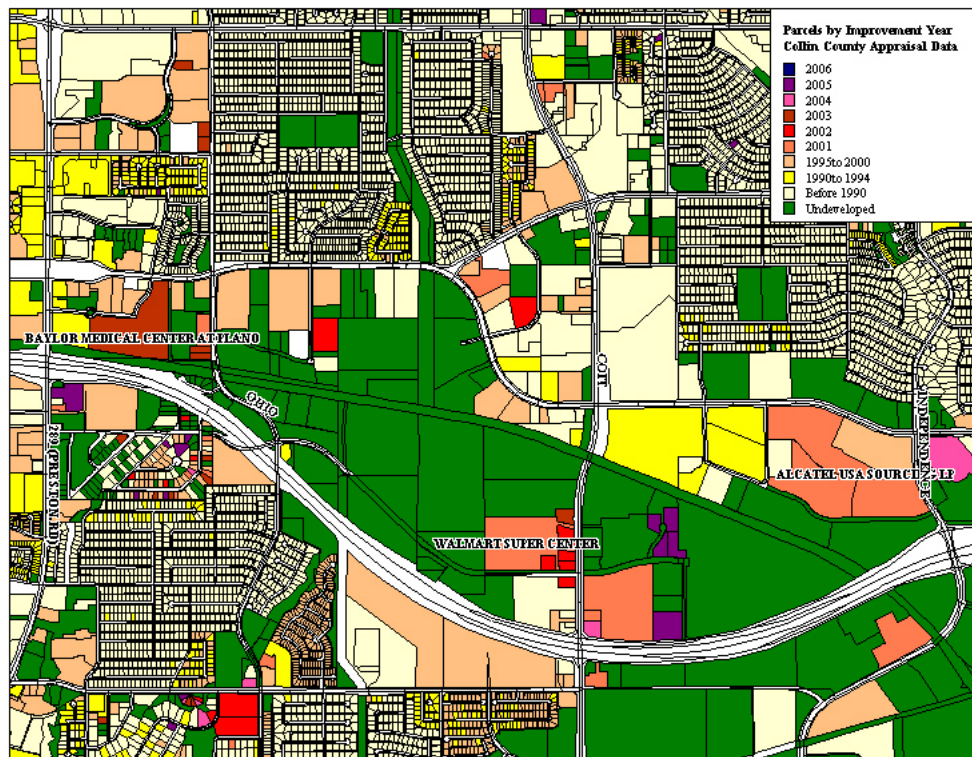 Parcels by Improvement Year
Collin County Appraisal Data
2006
2005
2004
2003
2002
2001
1995to 2000
1990to 1994
Before 1990
Undeveloped
BAYLOR MEDICAL CENTER AT PLANO
OHIO
COIT
INDEPENDENCE
289 (PRESTON RD)
ALCATEL USA SOURCING LP
WALMART SUPER CENTER